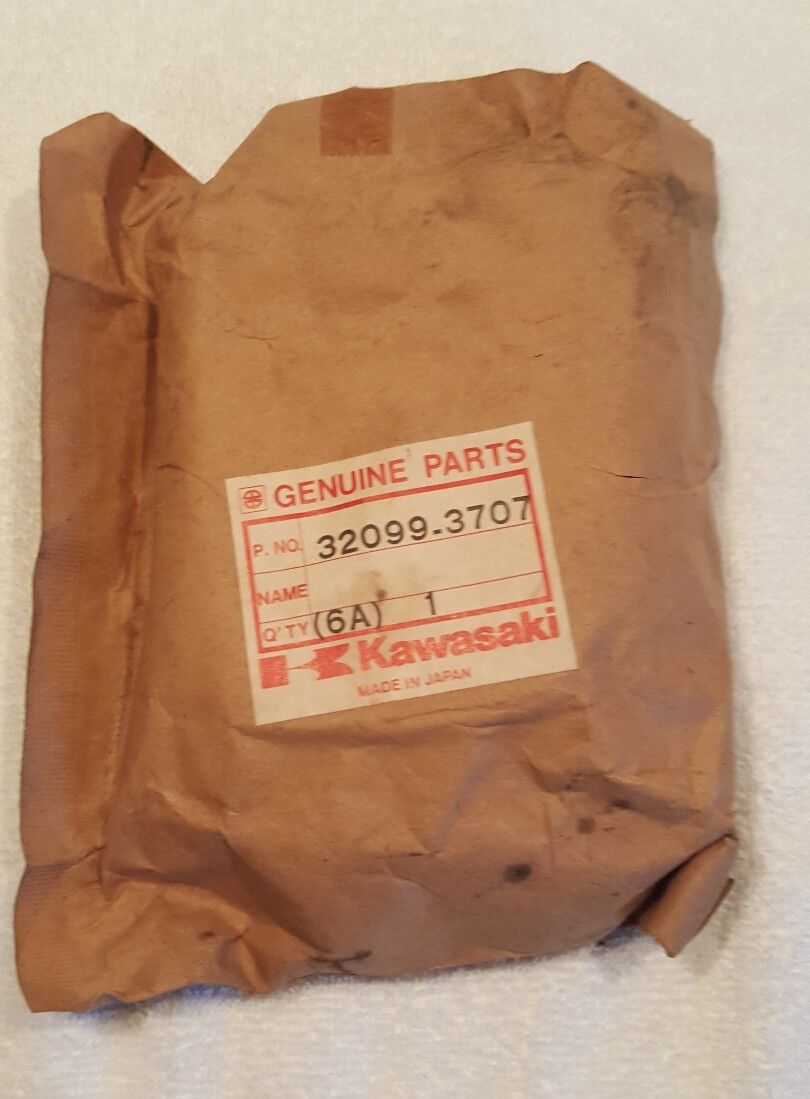 GENUINE PARTS
P. NO. 32099-3707
NAME
Q'TY (6A) 1
Kawasaki
MADE IN JAPAN